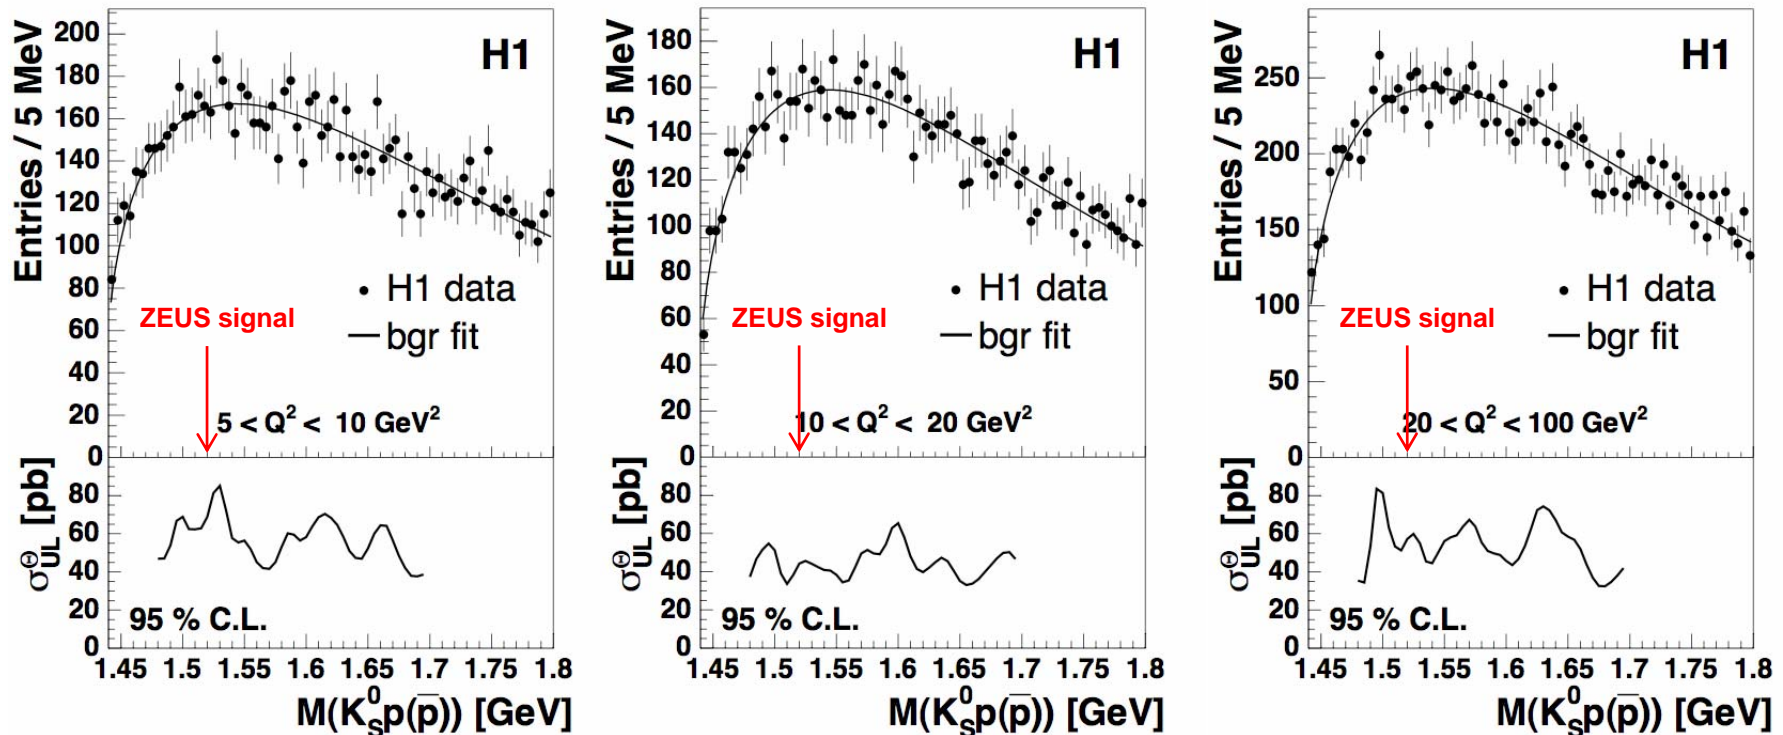 Entries / 5 MeV
200
180
160
140
120
100
80
60
40
20
0
H1
H1 data
bgr fit
ZEUS signal
5 < Q² < 10 GeV²
σ^Θ_UL [pb]
80
60
40
20
0
95 % C.L.
1.45 1.5 1.55 1.6 1.65 1.7 1.75 1.8
M(K⁰_S p(p̅)) [GeV]
Entries / 5 MeV
180
160
140
120
100
80
60
40
20
0
H1
H1 data
bgr fit
ZEUS signal
10 < Q² < 20 GeV²
σ^Θ_UL [pb]
80
60
40
20
0
95 % C.L.
1.45 1.5 1.55 1.6 1.65 1.7 1.75 1.8
M(K⁰_S p(p̅)) [GeV]
Entries / 5 MeV
250
200
150
100
50
0
H1
H1 data
bgr fit
ZEUS signal
20 < Q² < 100 GeV²
σ^Θ_UL [pb]
80
60
40
20
0
95 % C.L.
1.45 1.5 1.55 1.6 1.65 1.7 1.75 1.8
M(K⁰_S p(p̅)) [GeV]